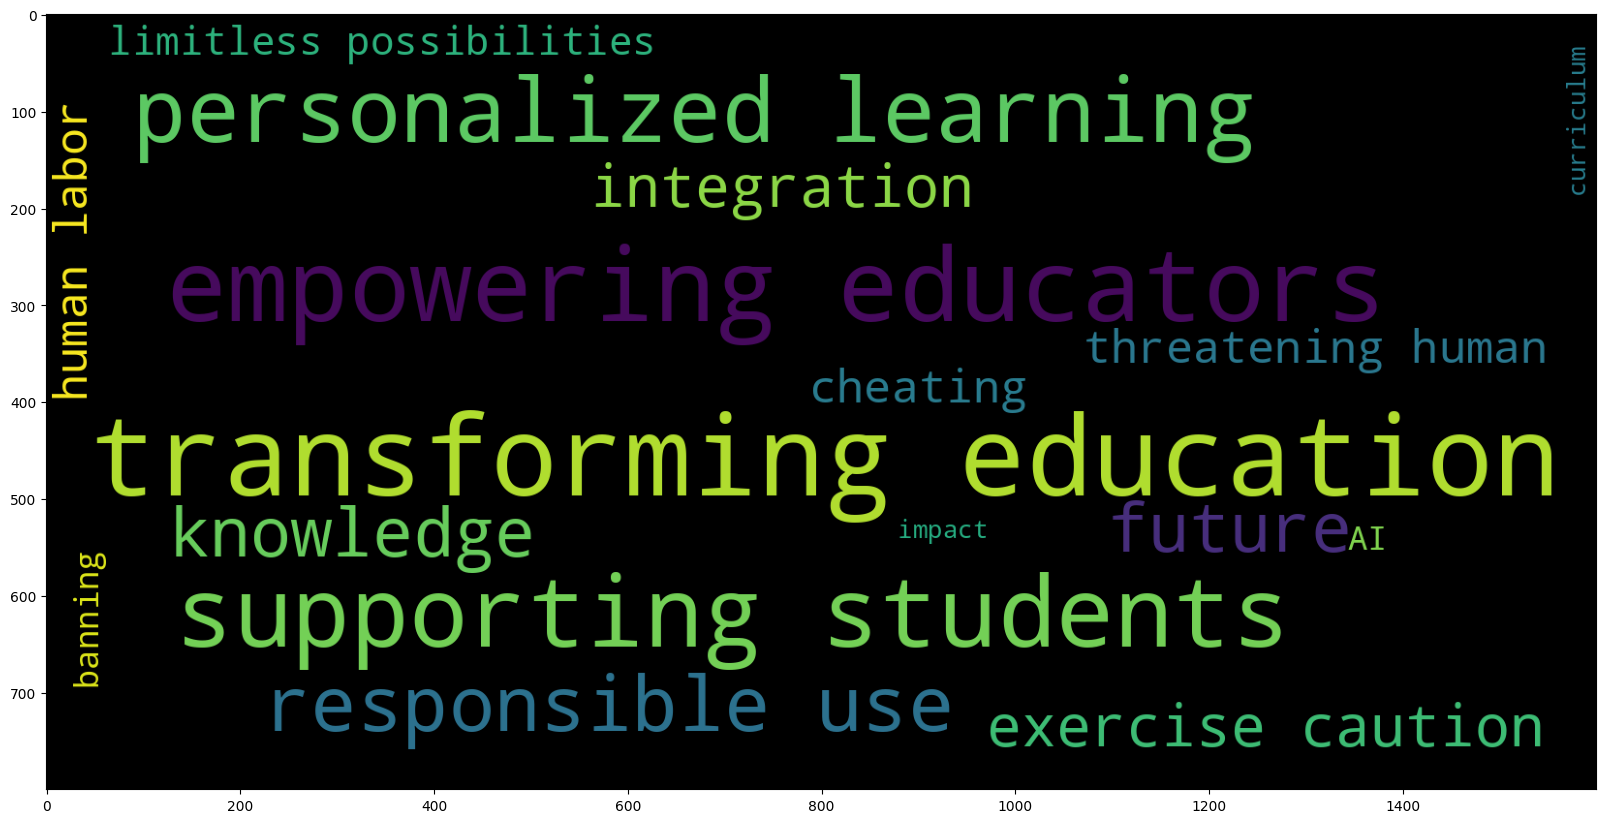 0
100
200
300
400
500
600
700
limitless possibilities
curriculum
personalized learning
human labor
integration
empowering educators
threatening human
cheating
transforming education
knowledge
impact
future
AI
banning
supporting students
responsible use
exercise caution
0 200 400 600 800 1000 1200 1400